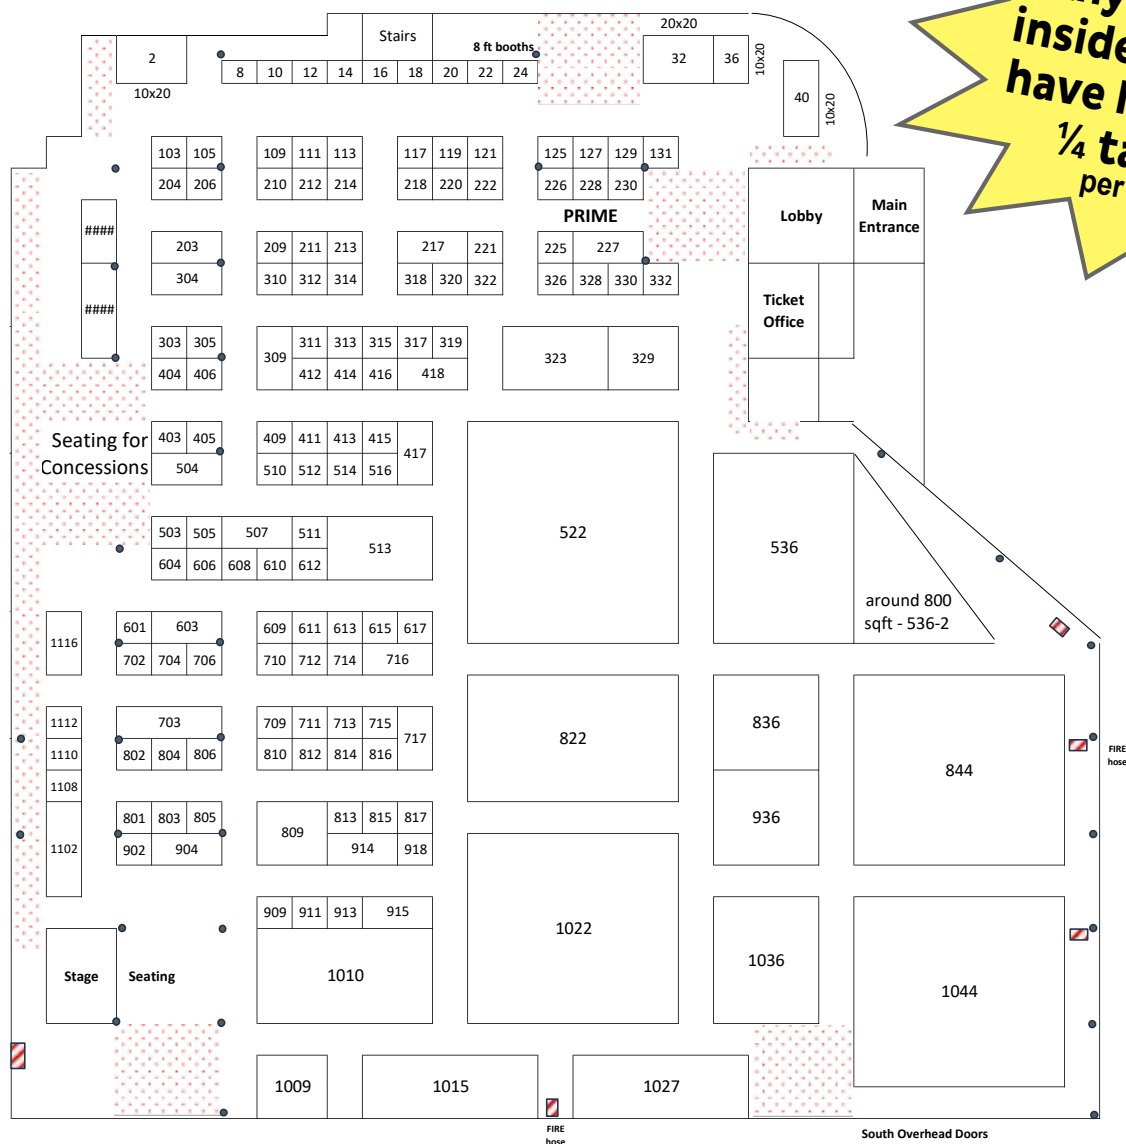 inside
have
¼
per
20x20
Stairs
8 ft booths
2
32
36
10x20
8 10 12 14 16 18 20 22 24
10x20
40
10x20
103 105 109 111 113 117 119 121 125 127 129 131
204 206 210 212 214 218 220 222 226 228 230
PRIME
Lobby
Main
Entrance
####
203 209 211 213 217 221 225 227
304 310 312 314 318 320 322 326 328 330 332
####
Ticket
Office
303 305 309 311 313 315 317 319 323 329
404 406 412 414 416 418
Seating for
Concessions
403 405 409 411 413 415 417
504 510 512 514 516
522
536
503 505 507 511 513
604 606 608 610 612
around 800
sqft - 536-2
1116
601 603 609 611 613 615 617
702 704 706 710 712 714 716
1112
703 709 711 713 715 717
822
836
844
1110
802 804 806 810 812 814 816
FIRE
hose
1108
1102
801 803 805 809 813 815 817
902 904 914 918
936
909 911 913 915
1022
1036
1044
Stage
Seating
1010
1009
1015
1027
FIRE
hose
South Overhead Doors